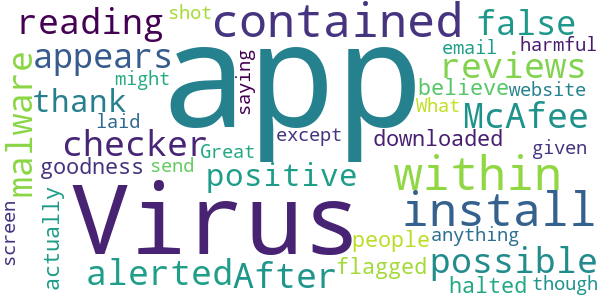 shot
reading contained false
email harmful
appears app saying reviews
might
thank believe website
malware laid What McAfee
checker except downloaded
Great given
goodness send positive within
screen actually Virus install
people anything
alerted After flagged possible
halted though